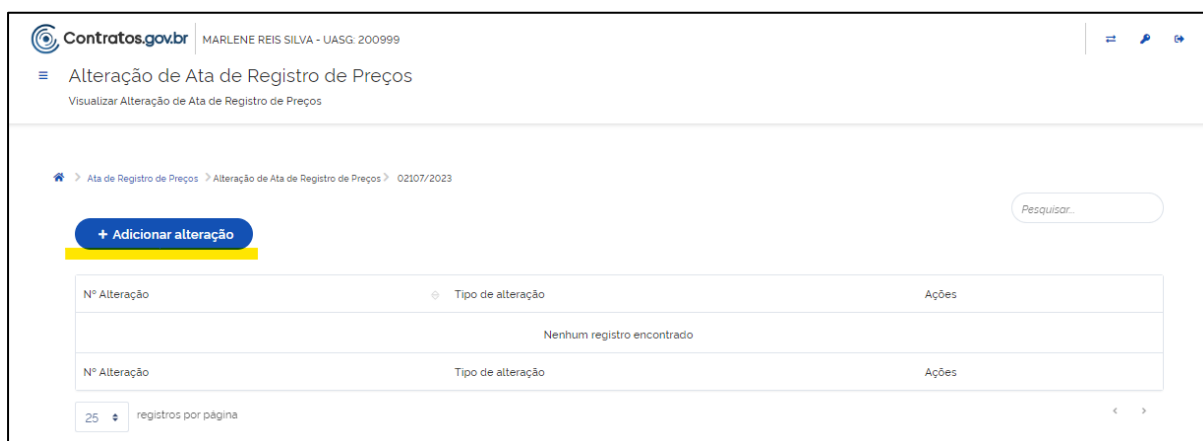 Contratos.gov.br MARLENE REIS SILVA - UASG: 200999
Alteração de Ata de Registro de Preços
Visualizar Alteração de Ata de Registro de Preços
Ata de Registro de Preços > Alteração de Ata de Registro de Preços > 02107/2023
Pesquisar...
+ Adicionar alteração
Nº Alteração Tipo de alteração Ações
Nenhum registro encontrado
Nº Alteração Tipo de alteração Ações
25 registros por página